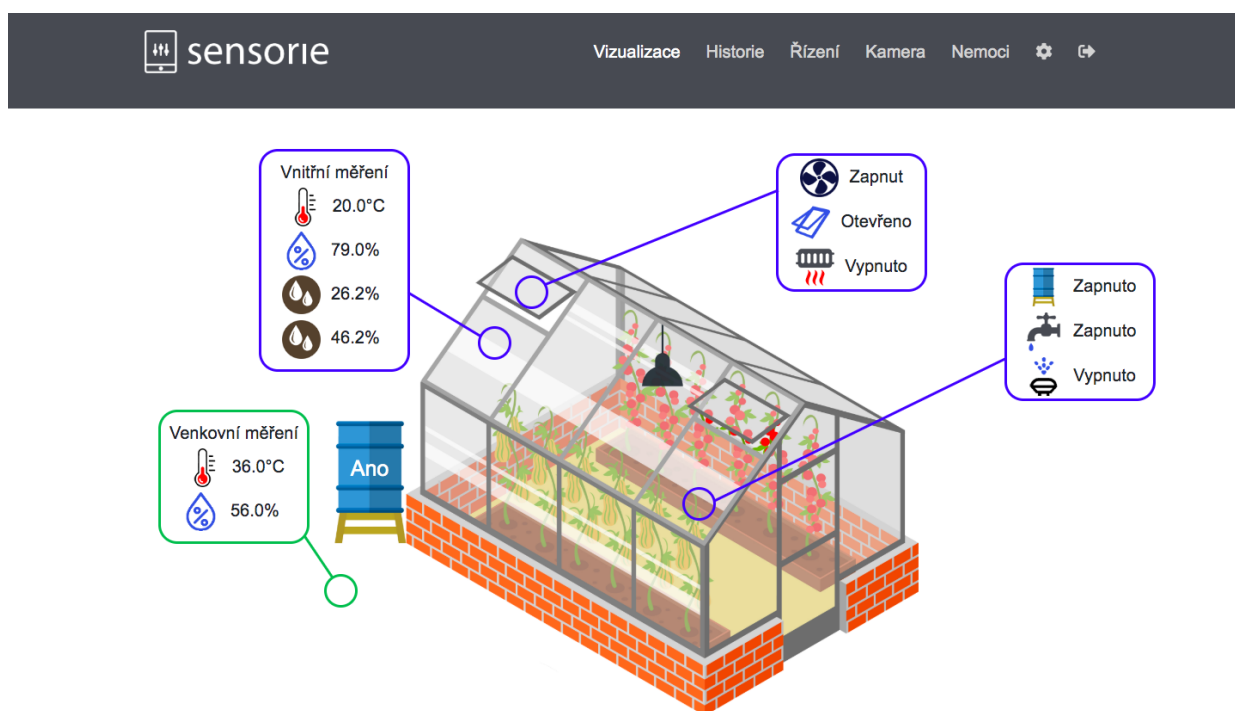 sensorie
Vizualizace Historie Řízení Kamera Nemoci
Vnitřní měření
20.0°C
79.0%
26.2%
46.2%
Zapnut
Otevřeno
Vypnuto
Zapnuto
Zapnuto
Vypnuto
Venkovní měření
36.0°C
56.0%
Ano